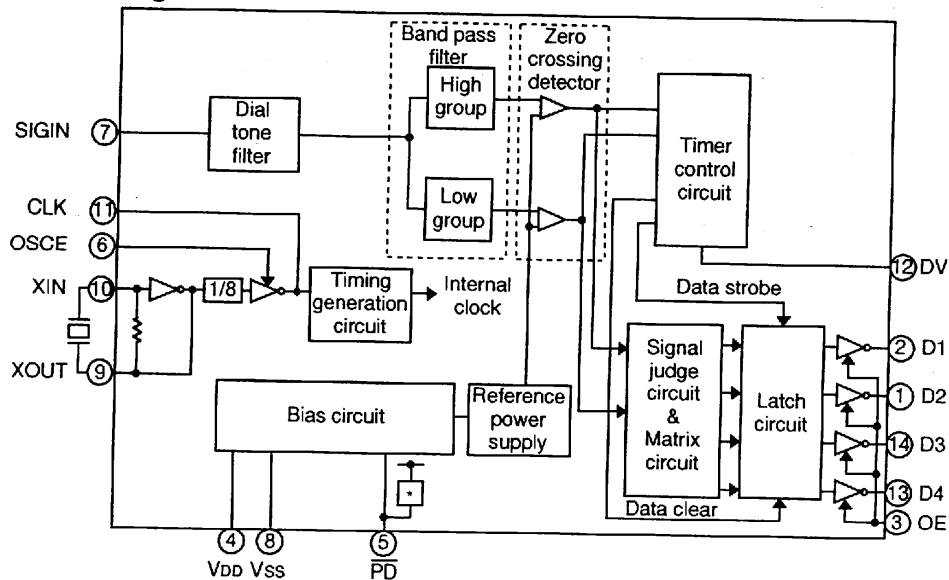 Band pass
filter
Zero
crossing
detector
High
group
Low
group
Dial
tone
filter
Timer
control
circuit
SIGIN 7
CLK 11
OSCE 6
XIN 10
XOUT 9
1/8
Timing
generation
circuit
Internal
clock
12 DV
Data strobe
Signal
judge
circuit
&
Matrix
circuit
Latch
circuit
2 D1
1 D2
14 D3
13 D4
3 OE
Data clear
Bias circuit
Reference
power
supply
*
4
VDD
8
VSS
5
PD